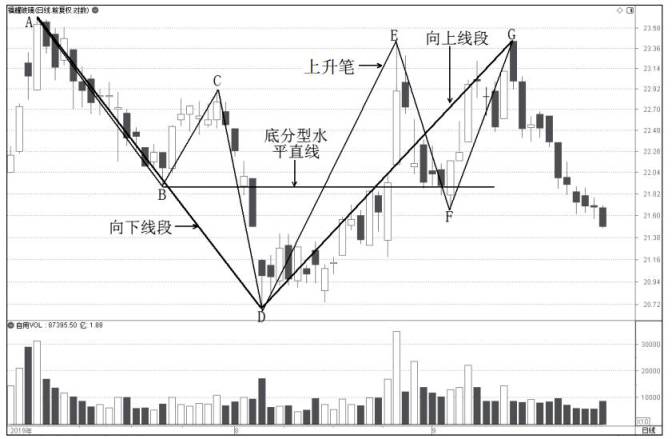 福耀玻璃(日线 前复权 对数)
A
B
C
D
E
F
G
上升笔
向上线段
底分型水
平直线
向下线段
23.58
23.36
23.14
22.92
22.70
22.48
22.26
22.04
21.82
21.60
21.38
21.16
20.94
20.72
自用VOL: 87395.50 亿: 1.88
30000
20000
10000
X10
2019年
8
9
日线